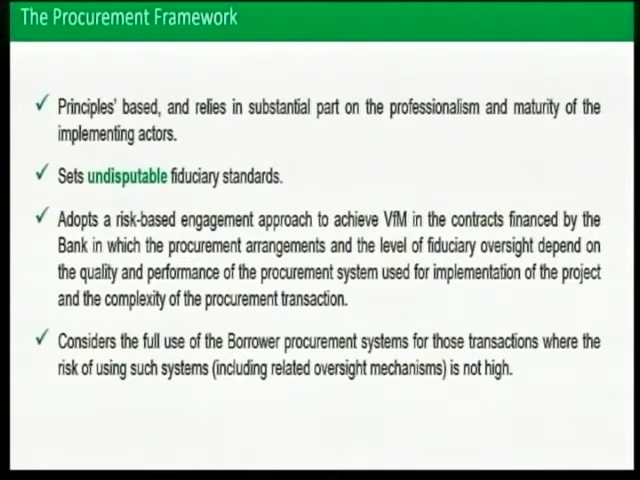 The Procurement Framework
✓ Principles' based, and relies in substantial part on the professionalism and maturity of the
implementing actors.
✓ Sets undisputable fiduciary standards.
✓ Adopts a risk-based engagement approach to achieve VfM in the contracts financed by the
Bank in which the procurement arrangements and the level of fiduciary oversight depend on
the quality and performance of the procurement system used for implementation of the project
and the complexity of the procurement transaction.
✓ Considers the full use of the Borrower procurement systems for those transactions where the
risk of using such systems (including related oversight mechanisms) is not high.